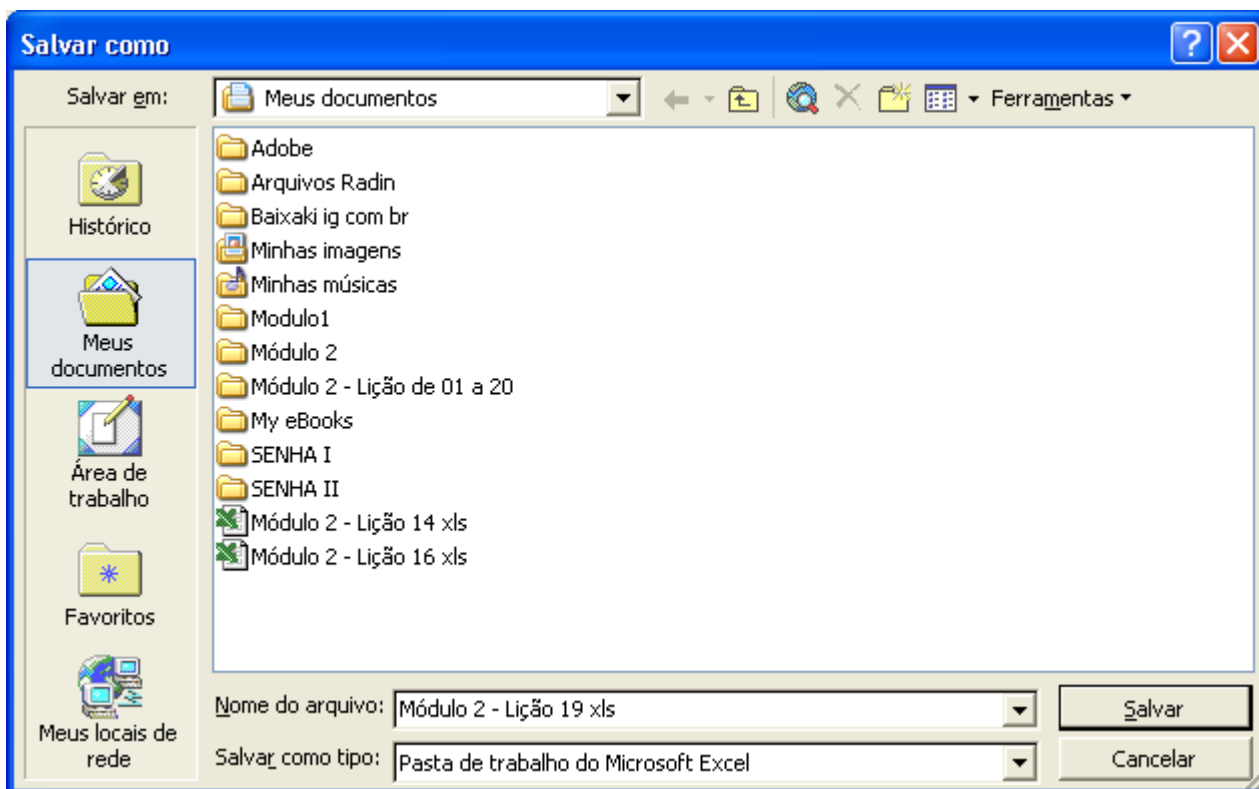 Salvar como
Salvar em:
Meus documentos
Ferramentas
Histórico
Meus
documentos
Área de
trabalho
Favoritos
Meus locais de
rede
Adobe
Arquivos Radin
Baixaki ig com br
Minhas imagens
Minhas músicas
Modulo1
Módulo 2
Módulo 2 - Lição de 01 a 20
My eBooks
SENHA I
SENHA II
Módulo 2 - Lição 14 xls
Módulo 2 - Lição 16 xls
Nome do arquivo:
Módulo 2 - Lição 19 xls
Salvar
Salvar como tipo:
Pasta de trabalho do Microsoft Excel
Cancelar